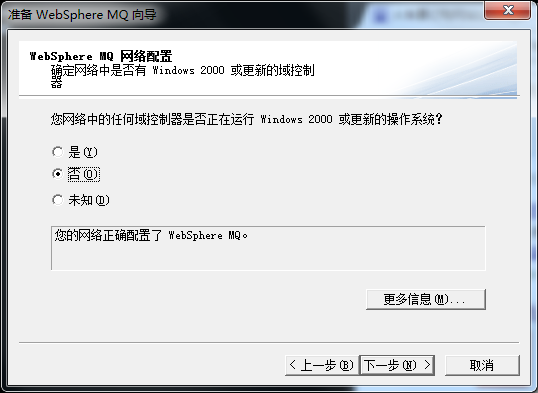 准备 WebSphere MQ 向导
WebSphere MQ 网络配置
确定网络中是否有 Windows 2000 或更新的域控制
器
您网络中的任何域控制器是否正在运行 Windows 2000 或更新的操作系统？
是(Y)
否(O)
未知(D)
您的网络正确配置了 WebSphere MQ。
更多信息(M)...
< 上一步(B) 下一步(N) > 取消